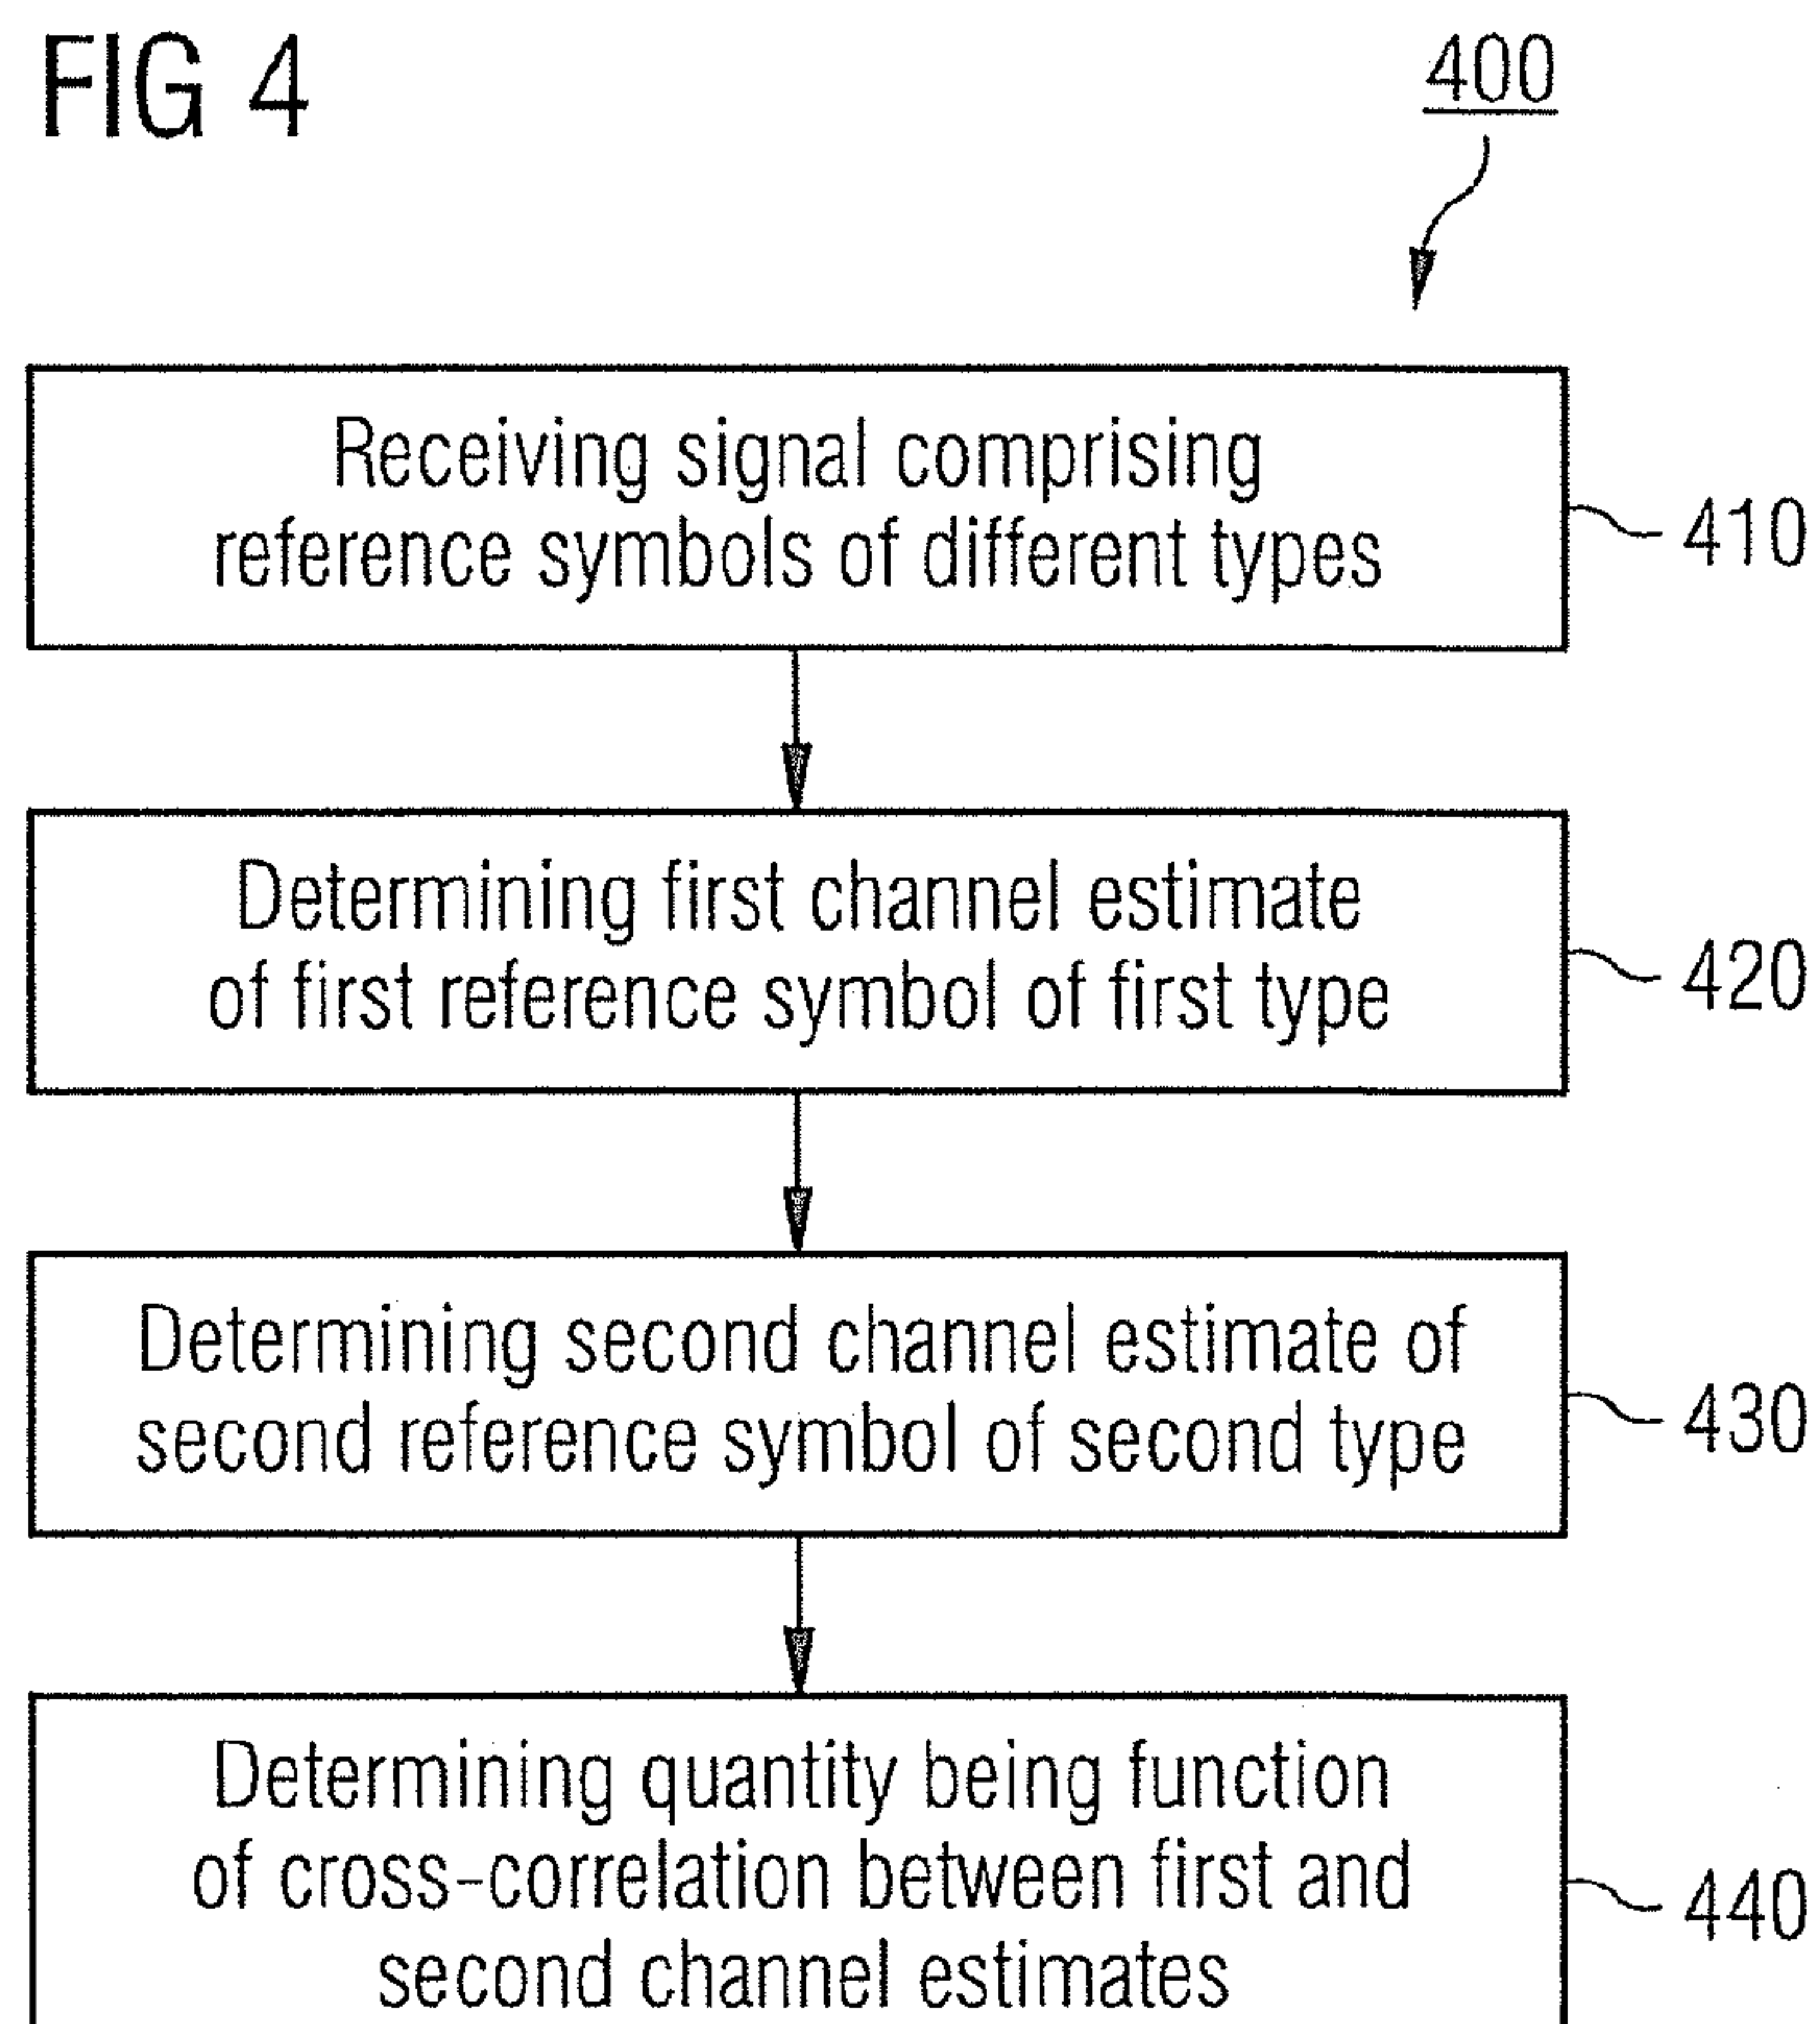 FIG 4
400
Receiving signal comprising
reference symbols of different types
410
Determining first channel estimate
of first reference symbol of first type
420
Determining second channel estimate of
second reference symbol of second type
430
Determining quantity being function
of cross-correlation between first and
second channel estimates
440